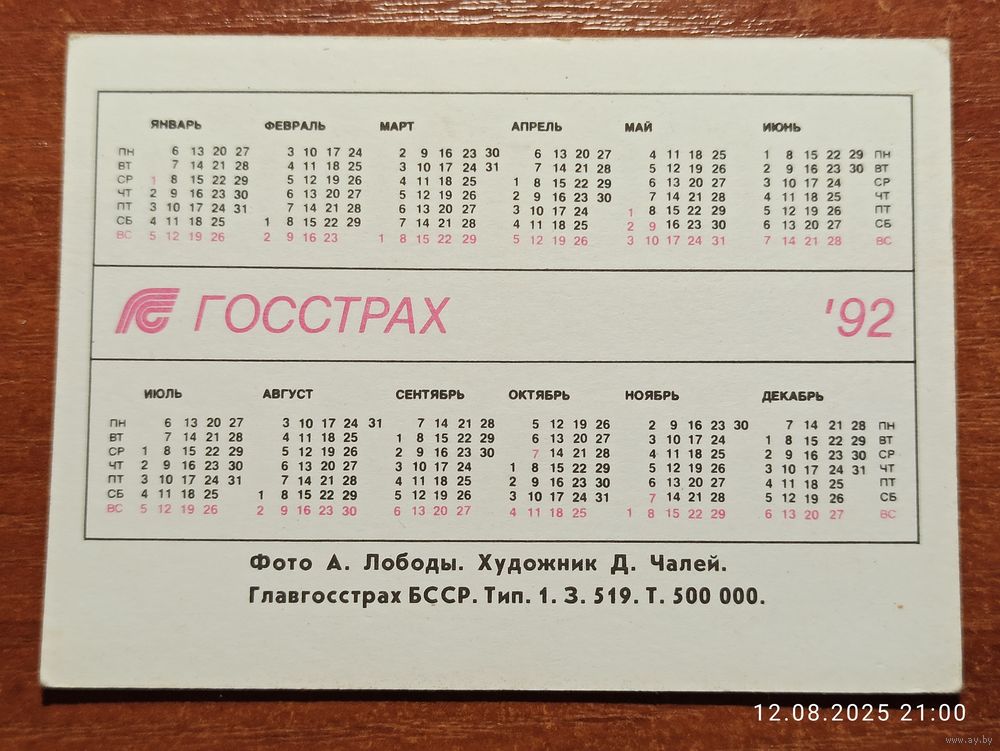 ЯНВАРЬ ФЕВРАЛЬ МАРТ АПРЕЛЬ МАЙ ИЮНЬ
ПН 6 13 20 27 3 10 17 24 2 9 16 23 30 6 13 20 27 4 11 18 25 1 8 15 22 29 ПН
ВТ 7 14 21 28 4 11 18 25 3 10 17 24 31 7 14 21 28 5 12 19 26 2 9 16 23 30 ВТ
СР 1 8 15 22 29 5 12 19 26 4 11 18 25 1 8 15 22 29 6 13 20 27 3 10 17 24 СР
ЧТ 2 9 16 23 30 6 13 20 27 5 12 19 26 2 9 16 23 30 7 14 21 28 4 11 18 25 ЧТ
ПТ 3 10 17 24 31 7 14 21 28 6 13 20 27 3 10 17 24 1 8 15 22 29 5 12 19 26 ПТ
СБ 4 11 18 25 1 8 15 22 29 7 14 21 28 4 11 18 25 2 9 16 23 30 6 13 20 27 СБ
ВС 5 12 19 26 2 9 16 23 1 8 15 22 29 5 12 19 26 3 10 17 24 31 7 14 21 28 ВС
ГОССТРАХ '92
ИЮЛЬ АВГУСТ СЕНТЯБРЬ ОКТЯБРЬ НОЯБРЬ ДЕКАБРЬ
ПН 6 13 20 27 3 10 17 24 31 7 14 21 28 5 12 19 26 2 9 16 23 30 7 14 21 28 ПН
ВТ 7 14 21 28 4 11 18 25 1 8 15 22 29 6 13 20 27 3 10 17 24 1 8 15 22 29 ВТ
СР 1 8 15 22 29 5 12 19 26 2 9 16 23 30 7 14 21 28 4 11 18 25 2 9 16 23 30 СР
ЧТ 2 9 16 23 30 6 13 20 27 3 10 17 24 1 8 15 22 29 5 12 19 26 3 10 17 24 31 ЧТ
ПТ 3 10 17 24 31 7 14 21 28 4 11 18 25 2 9 16 23 30 6 13 20 27 4 11 18 25 ПТ
СБ 4 11 18 25 1 8 15 22 29 5 12 19 26 3 10 17 24 31 7 14 21 28 5 12 19 26 СБ
ВС 5 12 19 26 2 9 16 23 30 6 13 20 27 4 11 18 25 1 8 15 22 29 6 13 20 27 ВС
Фото А. Лободы. Художник Д. Чалей.
Главгосстрах БССР. Тип. 1. З. 519. Т. 500 000.
12.08.2025 21:00
www.ay.by